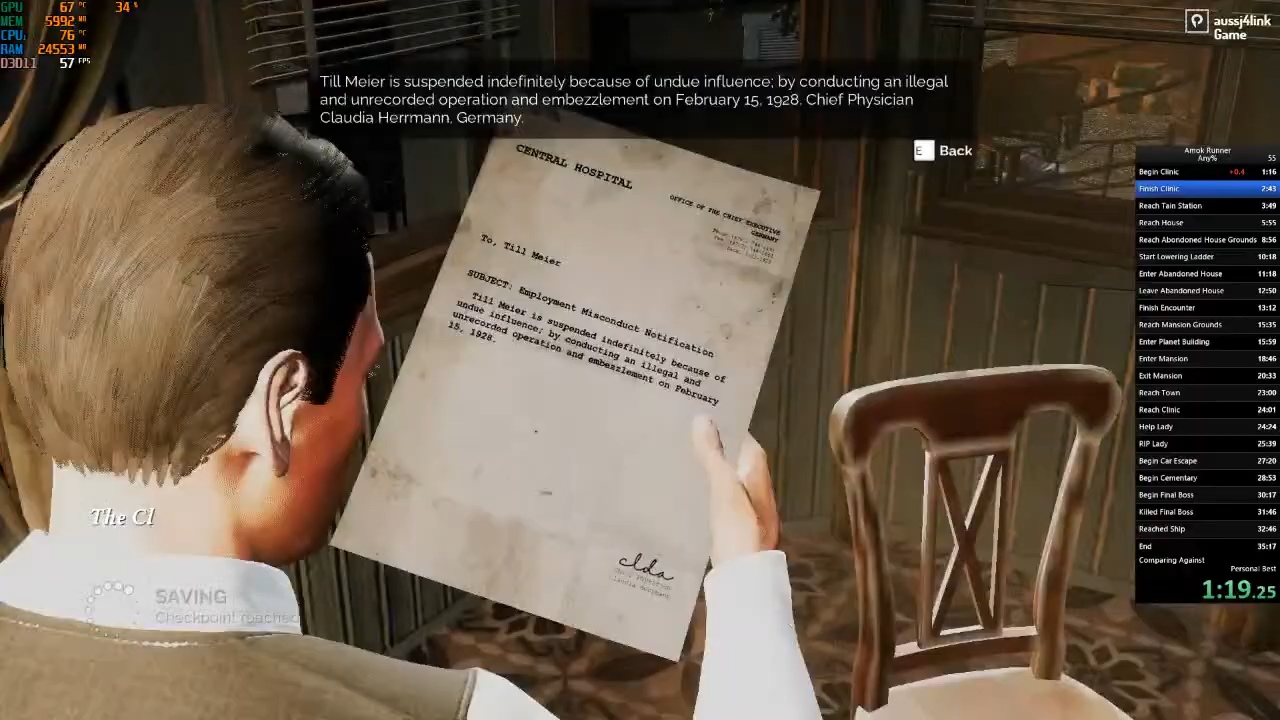 GPU 67 °C 34 %
MEM 5992 MB
CPU 76 °C
RAM 24553 MB
D3D11 57 FPS
aussj4link
Game
Till Meier is suspended indefinitely because of undue influence; by conducting an illegal
and unrecorded operation and embezzlement on February 15, 1928. Chief Physician
Claudia Herrmann, Germany.
E Back
CENTRAL HOSPITAL
OFFICE OF THE CHIEF EXECUTIVE
GERMANY
To, Till Meier
SUBJECT: Employment Misconduct Notification
Till Meier is suspended indefinitely because of
undue influence; by conducting an illegal and
unrecorded operation and embezzlement on February
15, 1928.
clda
The Cl
SAVING
Checkpoint reached
Amok Runner
Any% 55
Begin Clinic +0.4 1:16
Finish Clinic 2:43
Reach Tain Station 3:49
Reach House 5:55
Reach Abandoned House Grounds 8:56
Start Lowering Ladder 10:18
Enter Abandoned House 11:18
Leave Abandoned House 12:50
Finish Encounter 13:12
Reach Mansion Grounds 15:35
Enter Planet Building 15:59
Enter Mansion 18:46
Exit Mansion 20:33
Reach Town 23:00
Reach Clinic 24:01
Help Lady 24:24
RIP Lady 25:39
Begin Car Escape 27:20
Begin Cementary 28:53
Begin Final Boss 30:17
Killed Final Boss 31:46
Reached Ship 32:46
End 35:17
Comparing Against
Personal Best
1:19.25